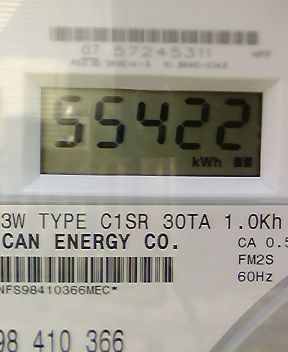 07 57245311
55422
kWh
3W TYPE C1SR 30TA 1.0Kh
CAN ENERGY CO.
CA 0.5
FM2S
60Hz
NFS98410366MEC*
98 410 366